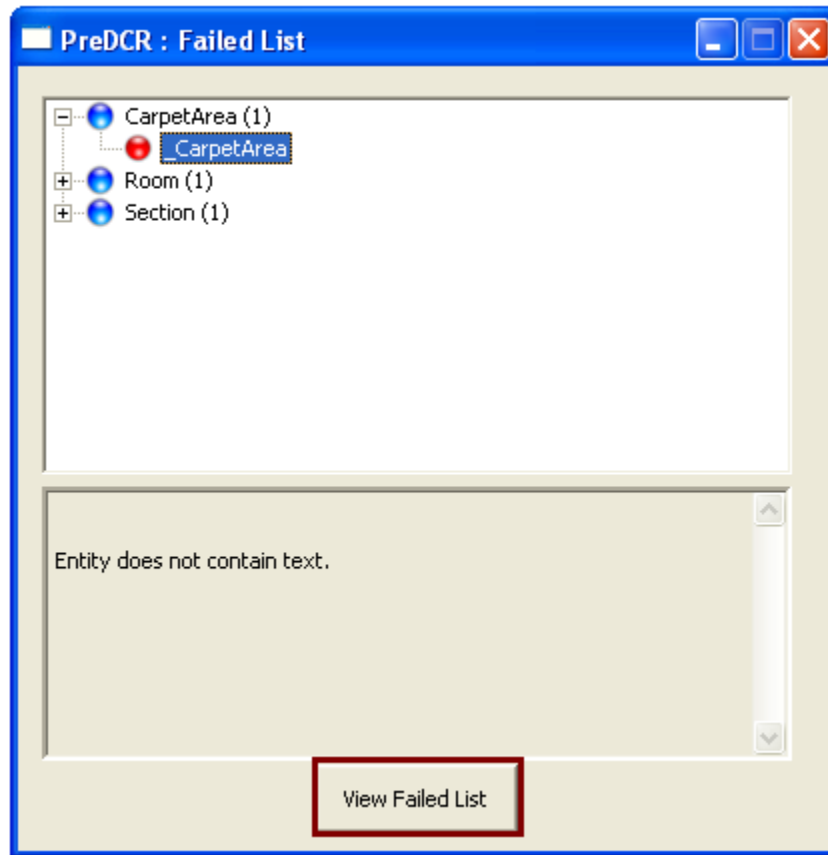 PreDCR : Failed List
CarpetArea (1)
_CarpetArea
Room (1)
Section (1)
Entity does not contain text.
View Failed List